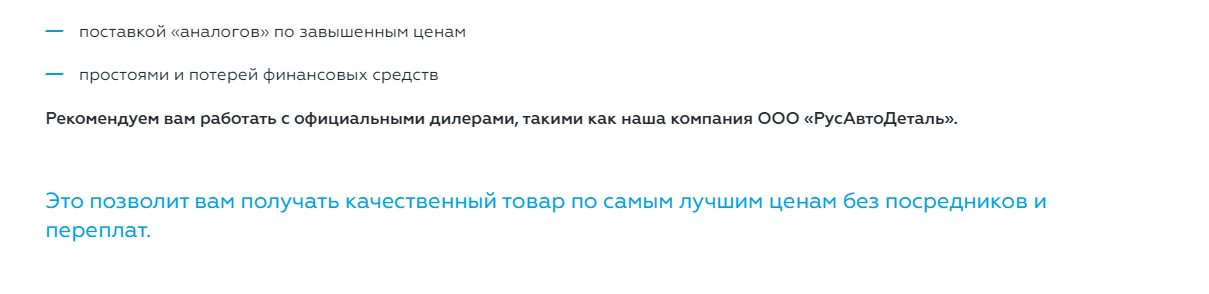 — поставкой «аналогов» по завышенным ценам
— простоями и потерей финансовых средств
Рекомендуем вам работать с официальными дилерами, такими как наша компания ООО «РусАвтоДеталь».
Это позволит вам получать качественный товар по самым лучшим ценам без посредников и
переплат.